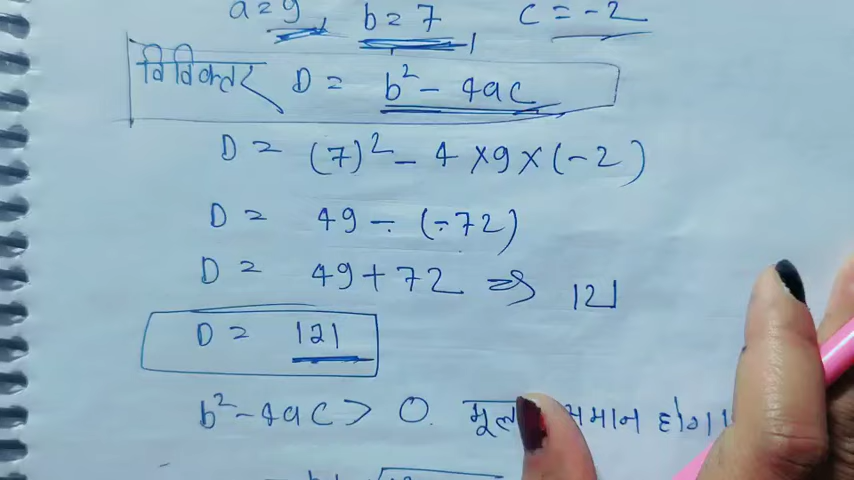 a = 9, b = 7, c = -2
विविक्तर D = b² - 4ac
D = (7)² - 4 × 9 × (-2)
D = 49 - (-72)
D = 49 + 72 ⇒ 121
D = 121
b² - 4ac > 0. मूल समान होगा